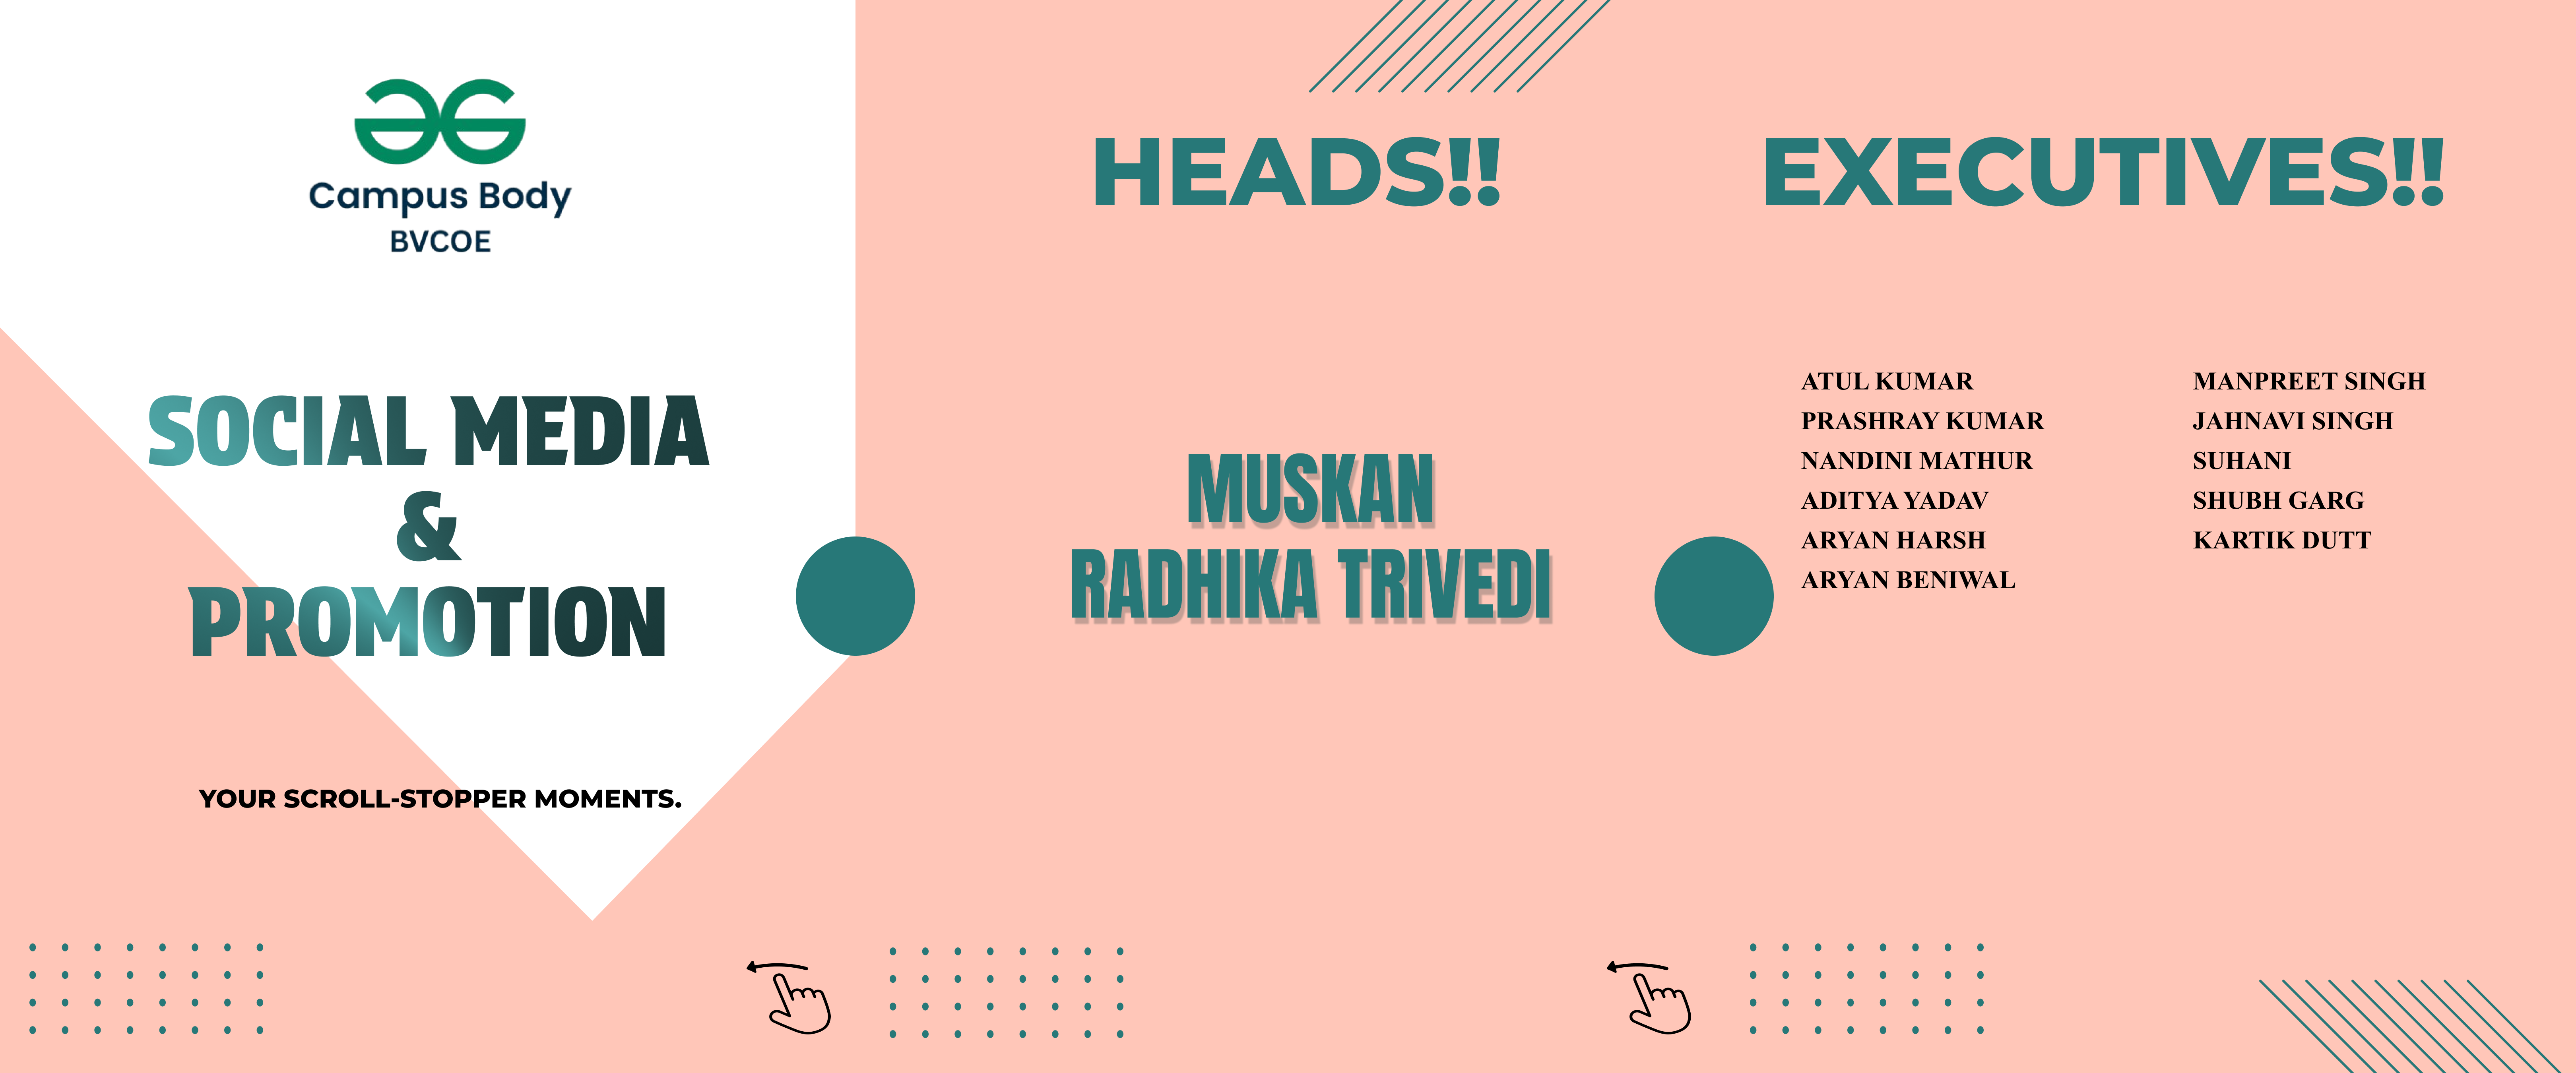 Campus Body
BVCOE
SOCIAL MEDIA
&
PROMOTION
YOUR SCROLL-STOPPER MOMENTS.
HEADS!!
MUSKAN
RADHIKA TRIVEDI
EXECUTIVES!!
ATUL KUMAR
PRASHRAY KUMAR
NANDINI MATHUR
ADITYA YADAV
ARYAN HARSH
ARYAN BENIWAL
MANPREET SINGH
JAHNAVI SINGH
SUHANI
SHUBH GARG
KARTIK DUTT